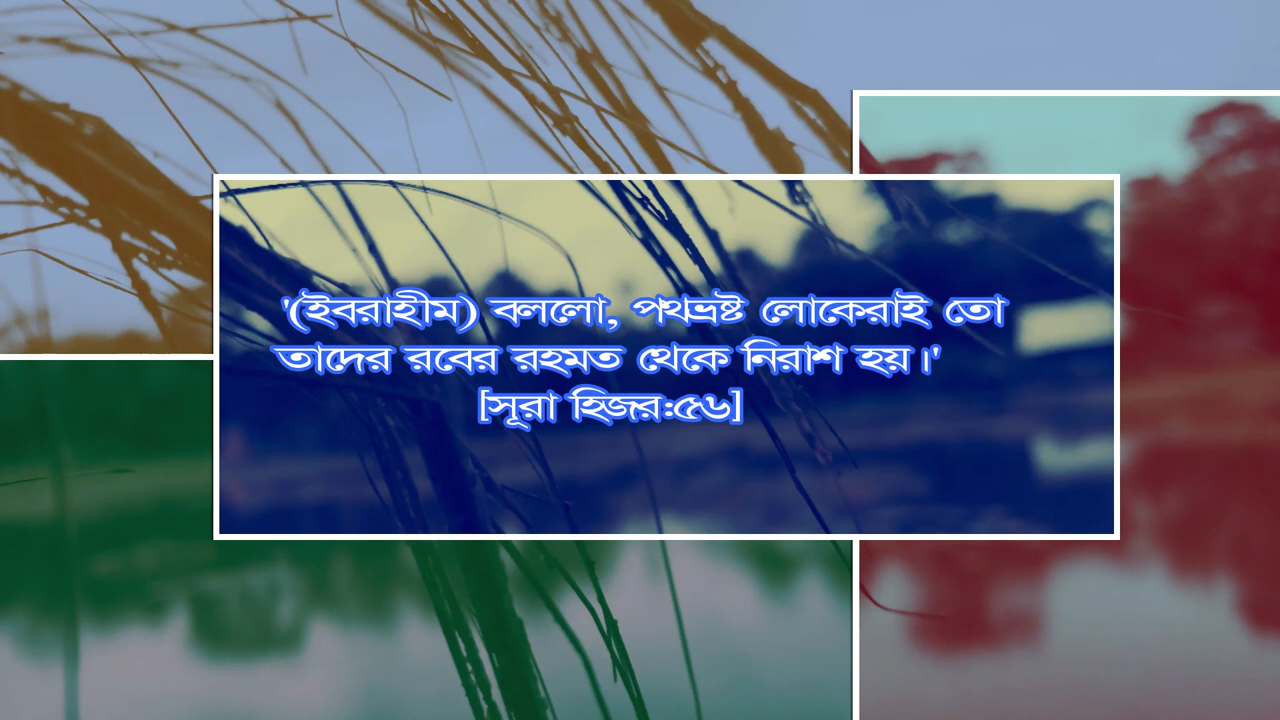 '(ইবরাহীম) বললো, পথভ্রষ্ট লোকেরাই তো
তাদের রবের রহমত থেকে নিরাশ হয়।'
[সূরা হিজর:৫৬]